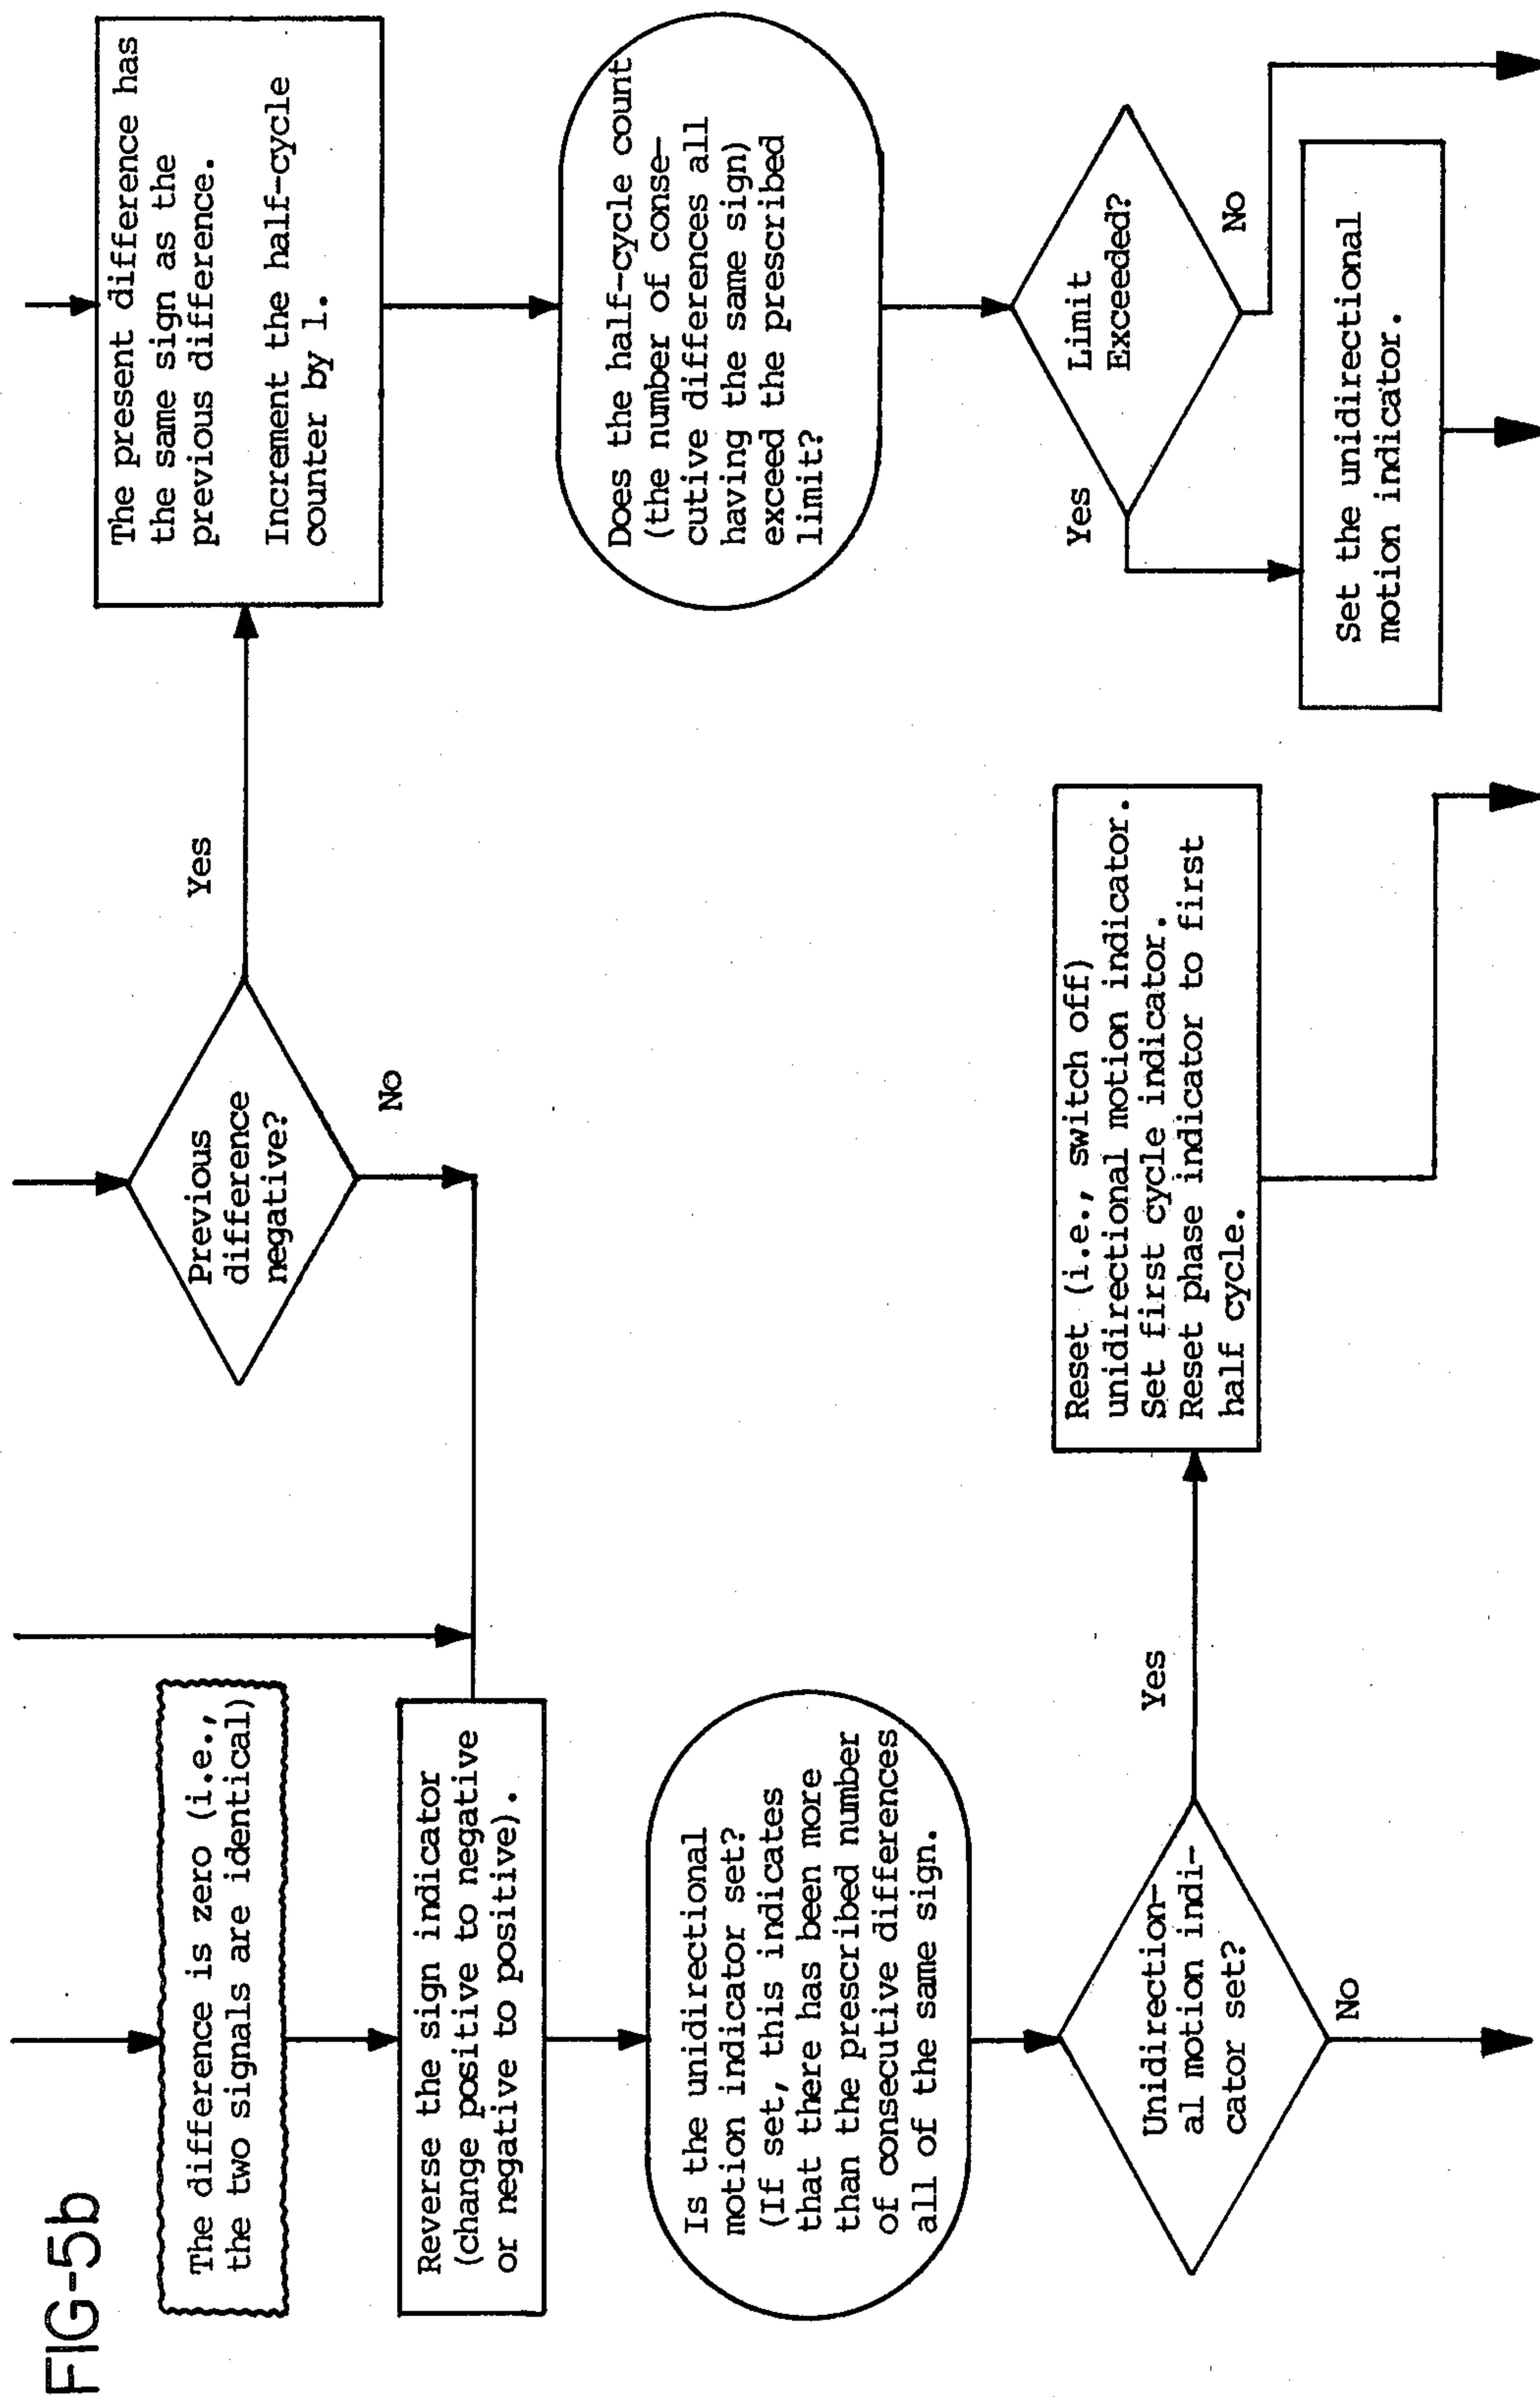 FIG-5b
The difference is zero (i.e.,
the two signals are identical)
Reverse the sign indicator
(change positive to negative
or negative to positive).
Is the unidirectional
motion indicator set?
(If set, this indicates
that there has been more
than the prescribed number
of consecutive differences
all of the same sign.
Unidirection-
al motion indi-
cator set?
Yes
No
Previous
difference
negative?
Yes
No
Reset (i.e., switch off)
unidirectional motion indicator.
Set first cycle indicator.
Reset phase indicator to first
half cycle.
The present difference has
the same sign as the
previous difference.
Increment the half-cycle
counter by 1.
Does the half-cycle count
(the number of conse-
cutive differences all
having the same sign)
exceed the prescribed
limit?
Limit
Exceeded?
Yes
No
Set the unidirectional
motion indicator.